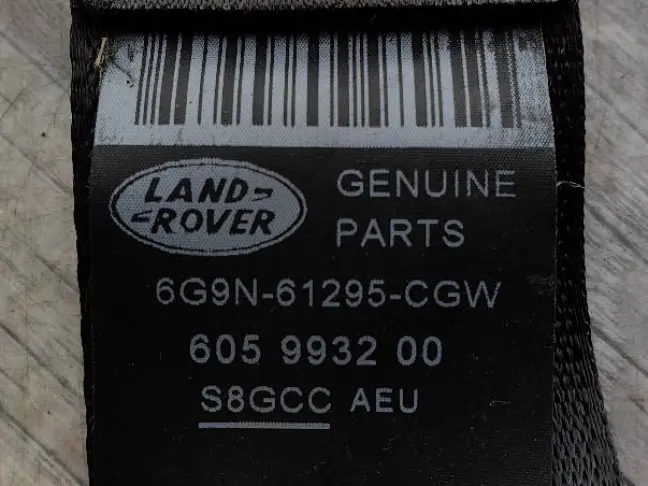 LAND
ROVER
GENUINE
PARTS
6G9N-61295-CGW
605 9932 00
S8GCC AEU